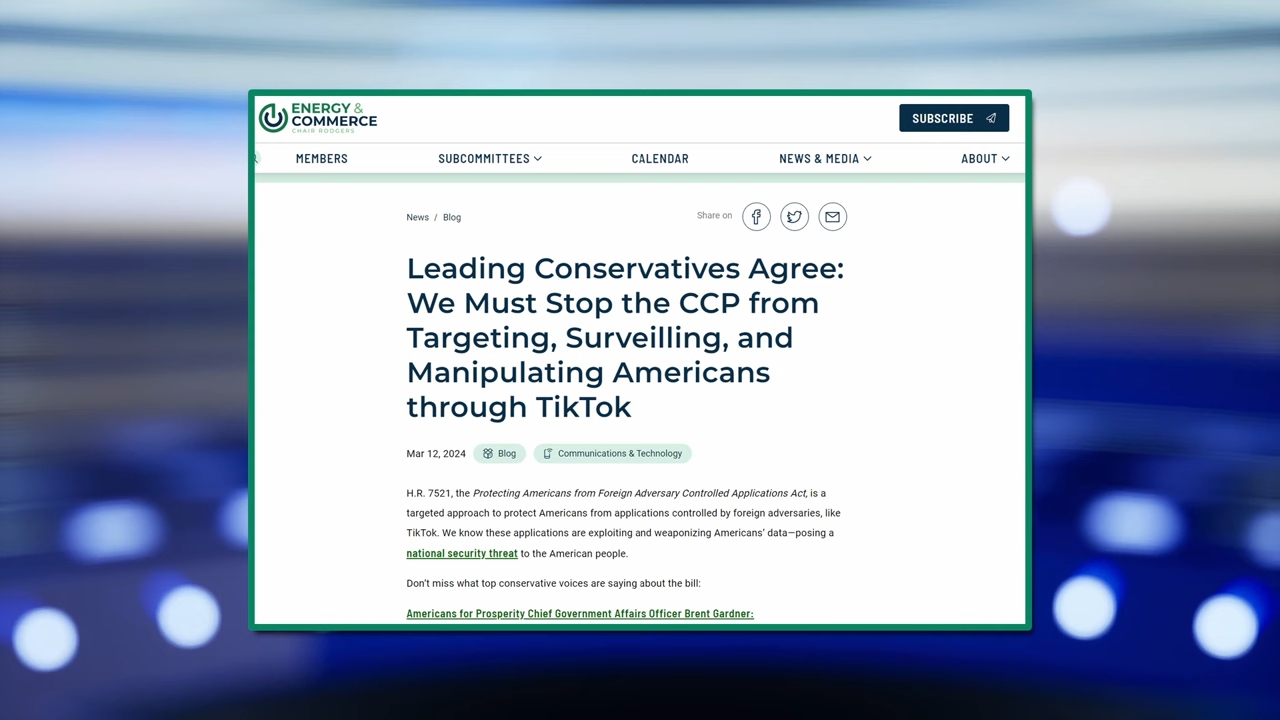 ENERGY &
COMMERCE
CHAIR RODGERS
SUBSCRIBE
MEMBERS
SUBCOMMITTEES
CALENDAR
NEWS & MEDIA
ABOUT
News / Blog
Share on
Leading Conservatives Agree:
We Must Stop the CCP from
Targeting, Surveilling, and
Manipulating Americans
through TikTok
Mar 12, 2024
Blog
Communications & Technology
H.R. 7521, the Protecting Americans from Foreign Adversary Controlled Applications Act, is a
targeted approach to protect Americans from applications controlled by foreign adversaries, like
TikTok. We know these applications are exploiting and weaponizing Americans’ data—posing a
national security threat to the American people.
Don’t miss what top conservative voices are saying about the bill:
Americans for Prosperity Chief Government Affairs Officer Brent Gardner: